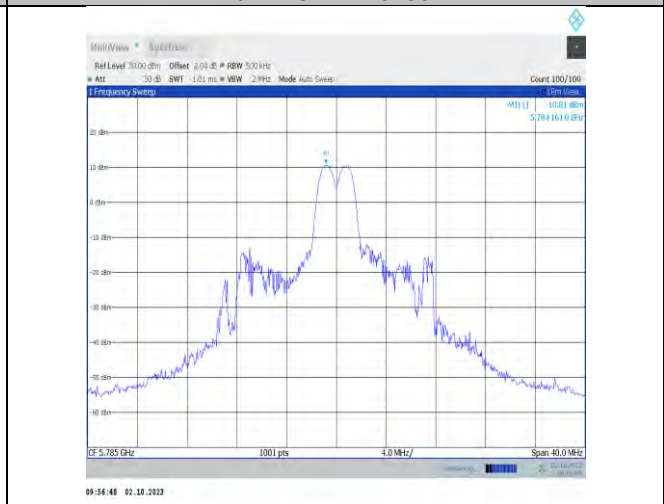 MultiView Spectrum
Ref Level 30.00 dBm Offset 2.04 dB RBW 500 kHz
Att 30 dB SWT 1.01 ms VBW 2 MHz Mode Auto Sweep Count 100/100
1 Frequency Sweep 1Rm View
M1[1] 10.81 dBm
5.784161 0 GHz
20 dBm
M1
10 dBm
0 dBm
-10 dBm
-20 dBm
-30 dBm
-40 dBm
-50 dBm
-60 dBm
CF 5.785 GHz 1001 pts 4.0 MHz/ Span 40.0 MHz
09:56:48 02.10.2023